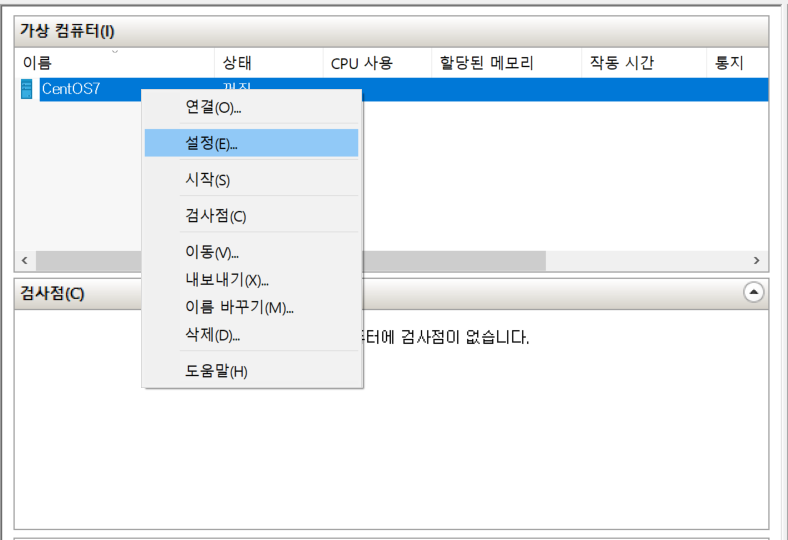 가상 컴퓨터(I)
이름 상태 CPU 사용 할당된 메모리 작동 시간 통지
CentOS7
연결(O)...
설정(E)...
시작(S)
검사점(C)
이동(V)...
내보내기(X)...
이름 바꾸기(M)...
삭제(D)...
도움말(H)
검사점(C)
터에 검사점이 없습니다.